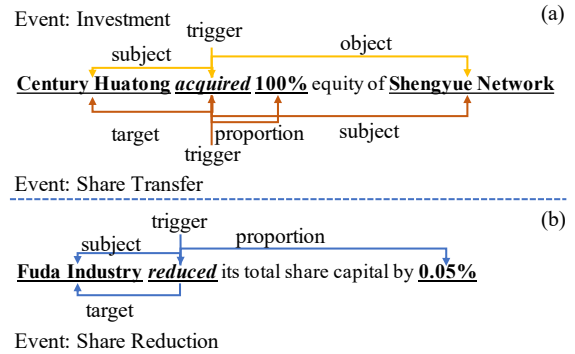 Event: Investment
(a)
trigger
subject
object
Century Huatong acquired 100% equity of Shengyue Network
target
proportion
subject
trigger
Event: Share Transfer
(b)
trigger
subject
proportion
Fuda Industry reduced its total share capital by 0.05%
target
Event: Share Reduction